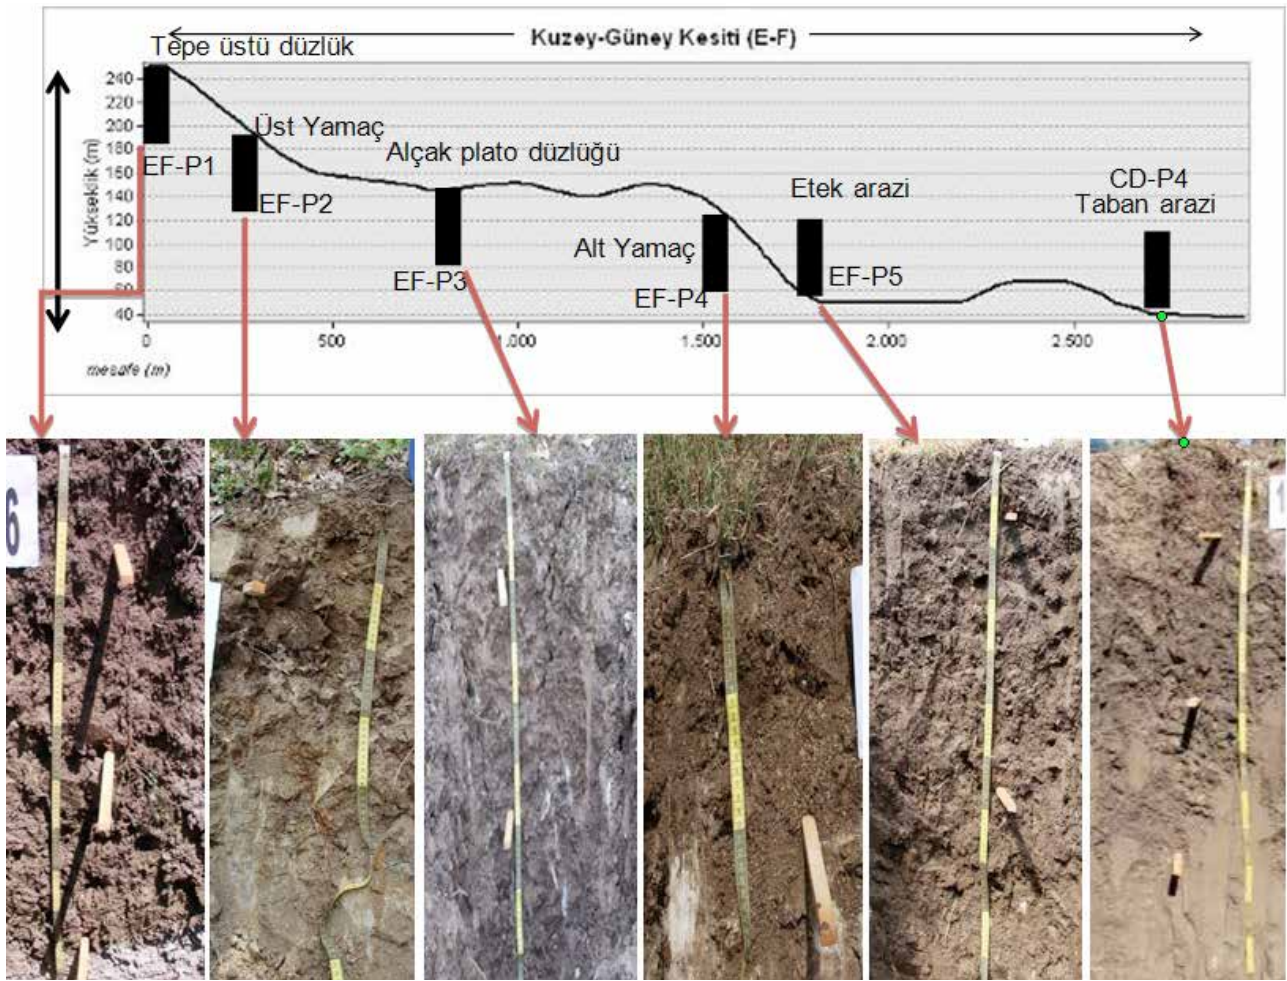 Kuzey-Güney Kesiti (E-F)
Tepe üstü düzlük
240
220
200
180
160
140
120
100
80
60
40
Yükseklik (m)
Üst Yamaç
Alçak plato düzlüğü
EF-P1
EF-P2
EF-P3
Alt Yamaç
EF-P4
Etek arazi
EF-P5
CD-P4
Taban arazi
0
500
1.000
1.500
2.000
2.500
mesafe (m)
6